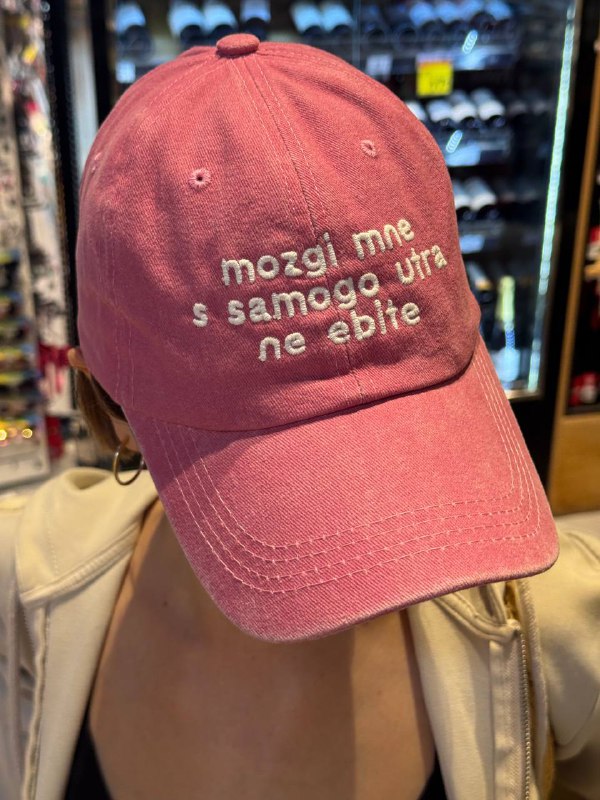 mozgi mne
s samogo utra
ne ebite